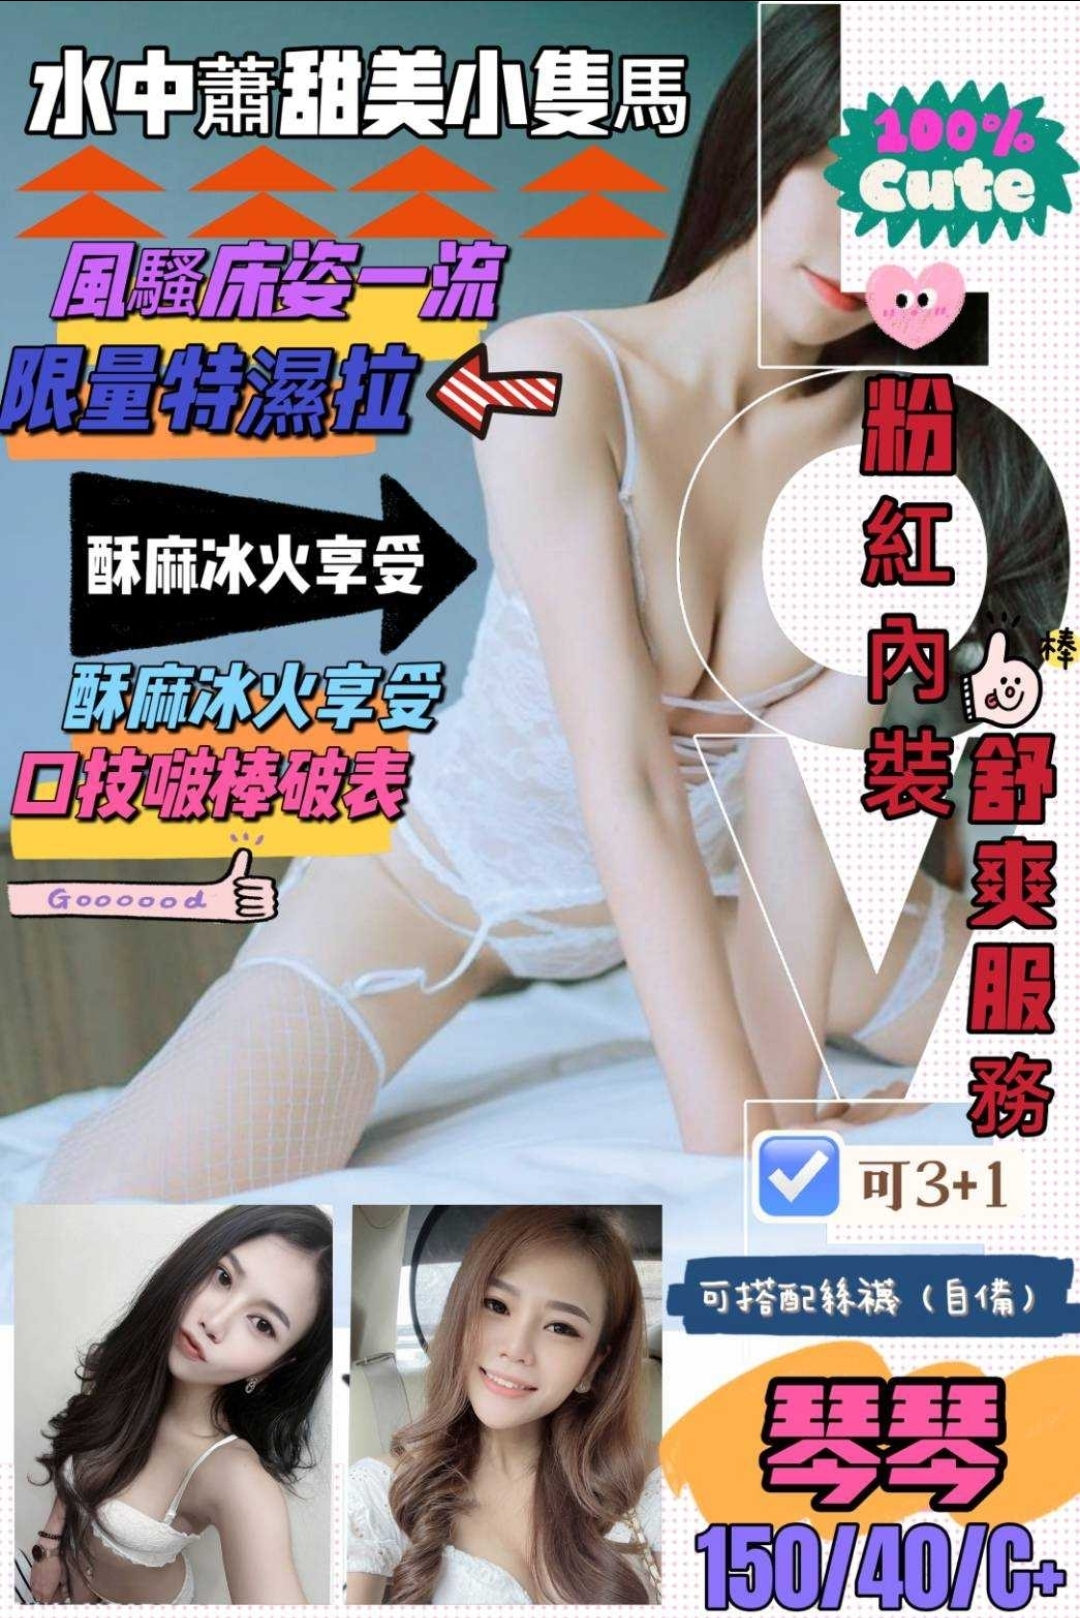 水中蕭甜美小隻馬
100%
Cute
風騷床姿一流
限量特濕拉
酥麻冰火享受
酥麻冰火享受
口技啵棒破表
Goooood
LOVE
粉紅內裝
棒
舒爽服務
可3+1
可搭配絲襪（自備）
琴琴
150/40/C+